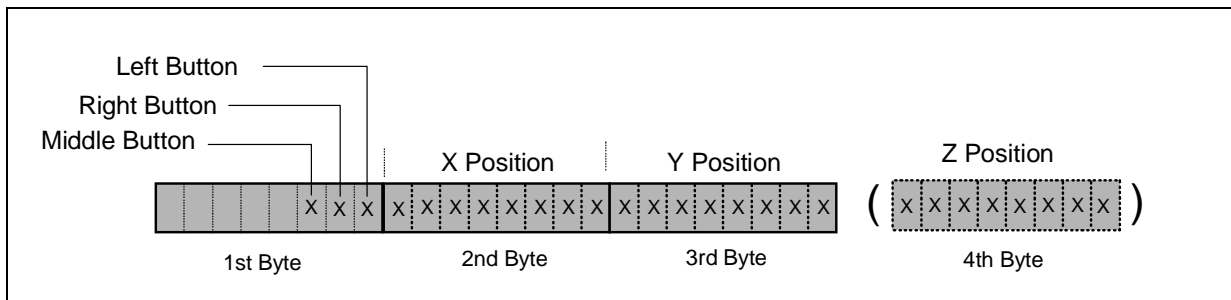 Left Button
Right Button
Middle Button
X Position Y Position Z Position
X X X X X X X X X X X X X X X X X X X ( X X X X X X X X )
1st Byte 2nd Byte 3rd Byte 4th Byte